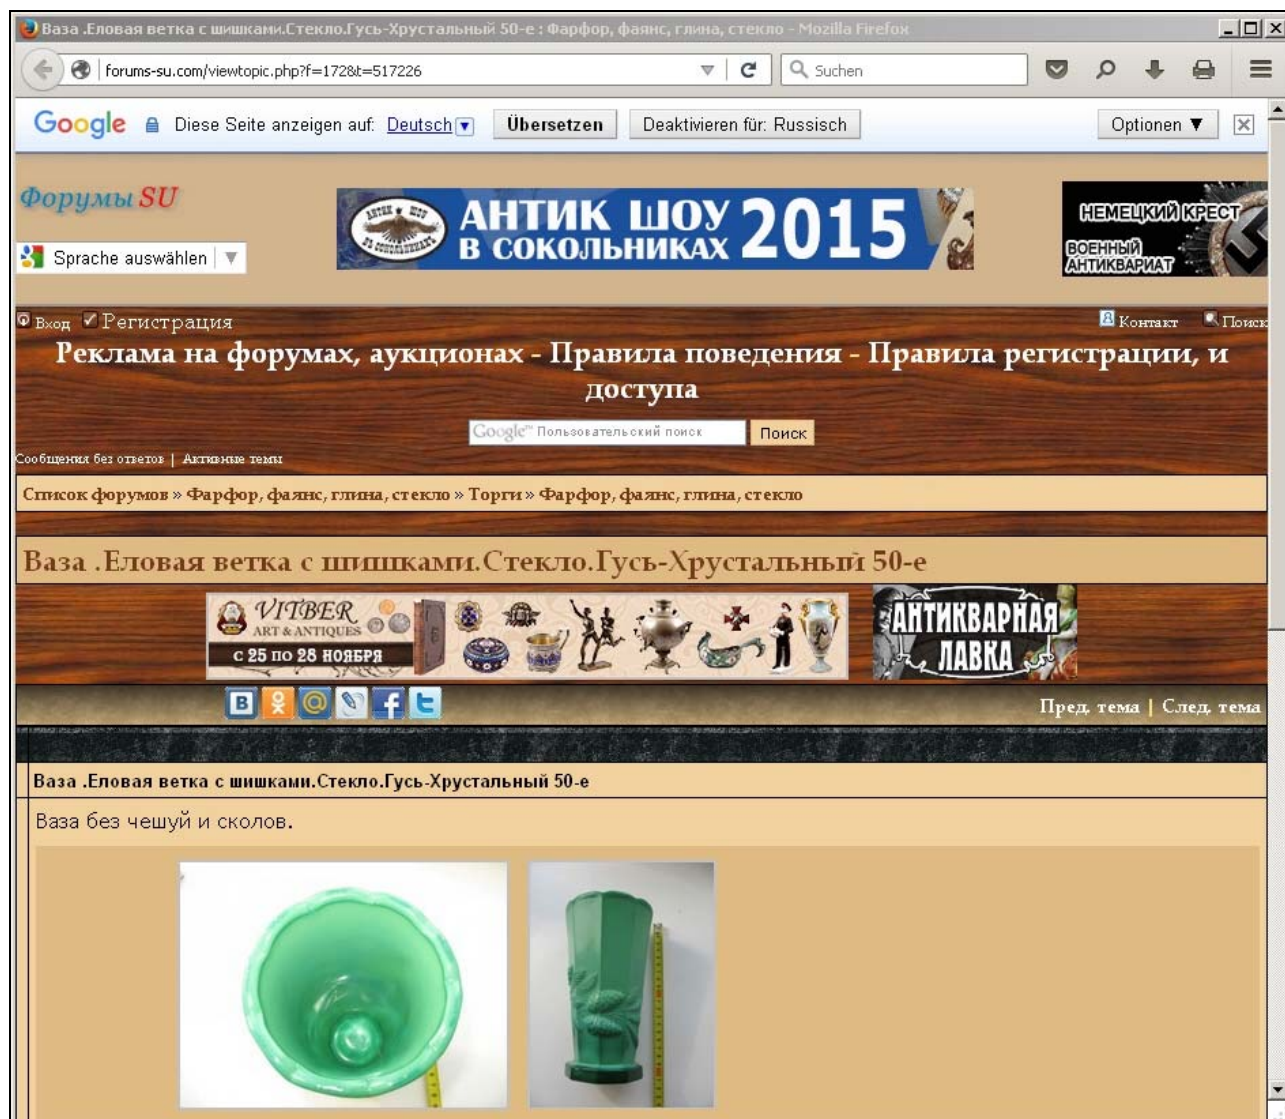 Ваза .Еловая ветка с шишками.Стекло.Гусь-Хрустальный 50-е : Фарфор, фаянс, глина, стекло - Mozilla Firefox
forums-su.com/viewtopic.php?f=172&t=517226
Suchen
Google Diese Seite anzeigen auf: Deutsch Übersetzen Deaktivieren für: Russisch Optionen ▼
Форумы SU
АНТИК ШОУ 2015
В СОКОЛЬНИКАХ
НЕМЕЦКИЙ КРЕСТ
ВОЕННЫЙ
АНТИКВАРИАТ
Sprache auswählen
Вход Регистрация Контакт Поиск
Реклама на форумах, аукционах - Правила поведения - Правила регистрации, и
доступа
Google™ Пользовательский поиск Поиск
Сообщения без ответов | Активные темы
Список форумов » Фарфор, фаянс, глина, стекло » Торги » Фарфор, фаянс, глина, стекло
Ваза .Еловая ветка с шишками.Стекло.Гусь-Хрустальный 50-е
VITBER
ART & ANTIQUES
С 25 ПО 28 НОЯБРЯ
АНТИКВАРНАЯ
ЛАВКА
Пред. тема | След. тема
Ваза .Еловая ветка с шишками.Стекло.Гусь-Хрустальный 50-е
Ваза без чешуй и сколов.